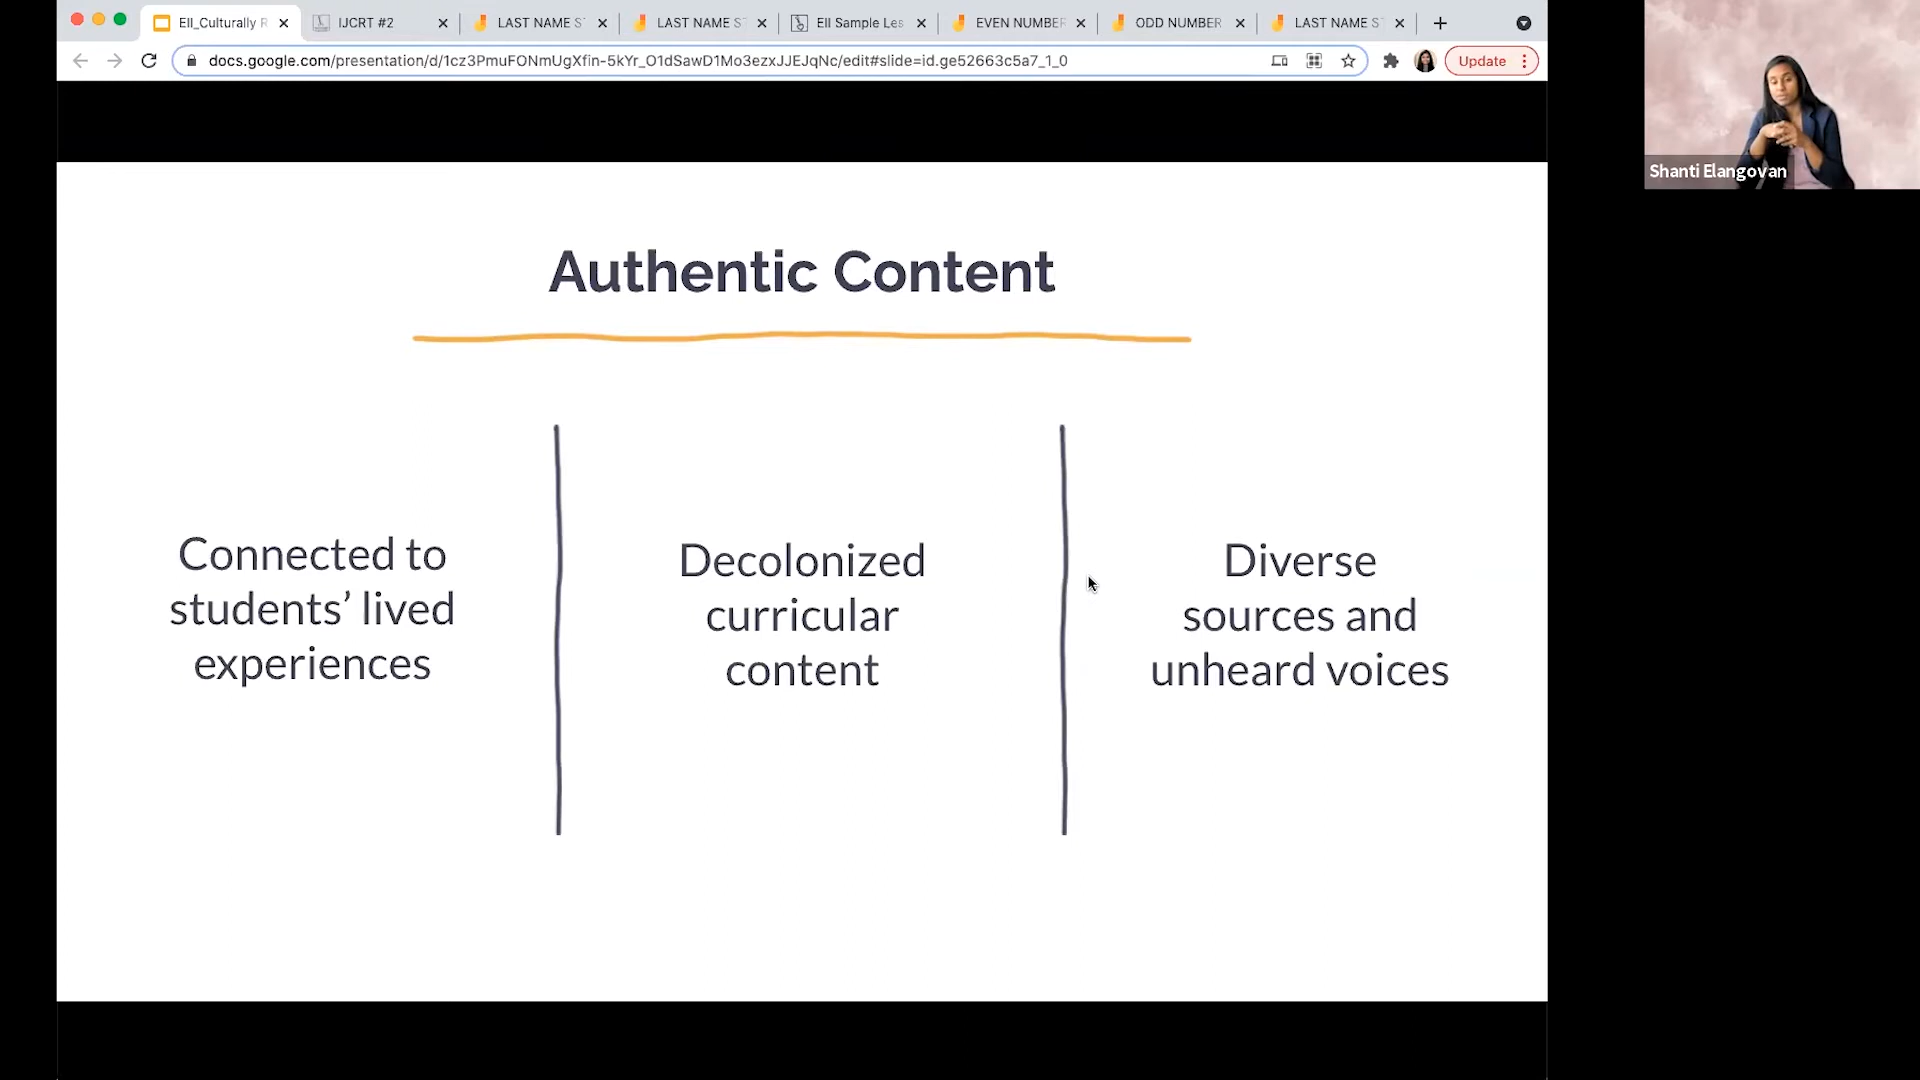 EII_Culturally R
IJCRT #2
LAST NAME S
LAST NAME S
EII Sample Les
EVEN NUMBER
ODD NUMBER
LAST NAME S
docs.google.com/presentation/d/1cz3PmuFONmUgXfin-5kYr_O1dSawD1Mo3ezxJJEJqNc/edit#slide=id.ge52663c5a7_1_0
Update
Shanti Elangovan
Authentic Content
Connected to
students’ lived
experiences
Decolonized
curricular
content
Diverse
sources and
unheard voices